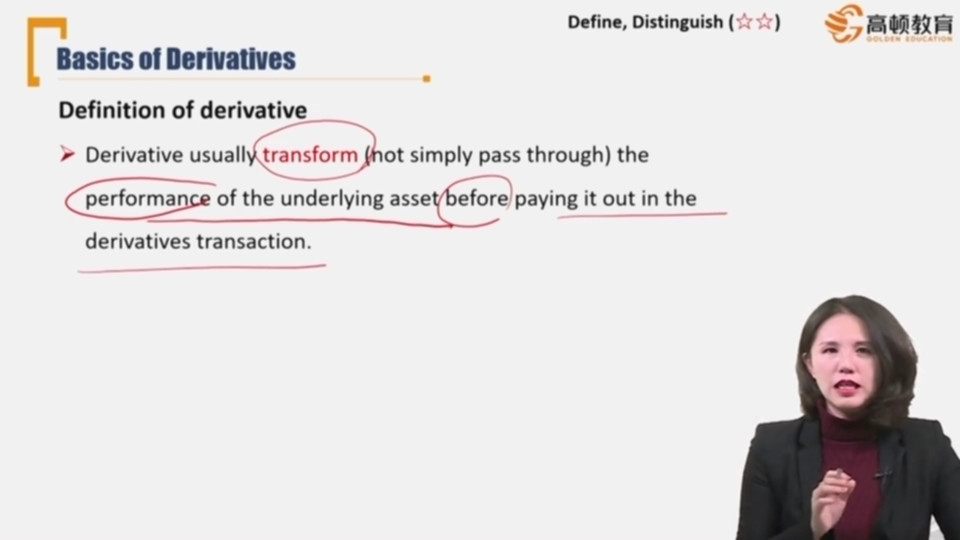 Define, Distinguish (☆☆)
高顿教育
GOLDEN EDUCATION
Basics of Derivatives
Definition of derivative
Derivative usually transform (not simply pass through) the
performance of the underlying asset before paying it out in the
derivatives transaction.